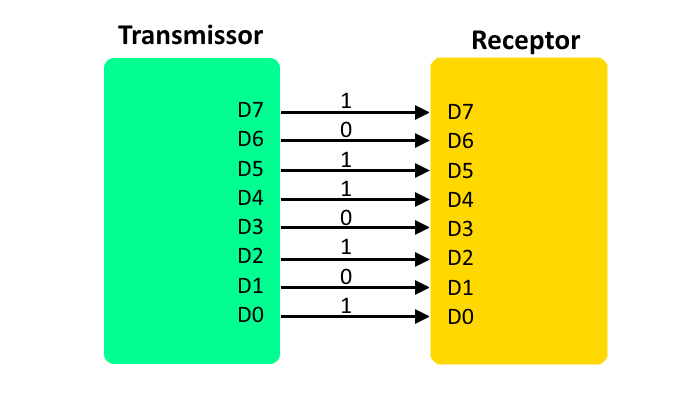 Transmissor Receptor
D7 1 D7
D6 0 D6
D5 1 D5
D4 1 D4
D3 0 D3
D2 1 D2
D1 0 D1
D0 1 D0